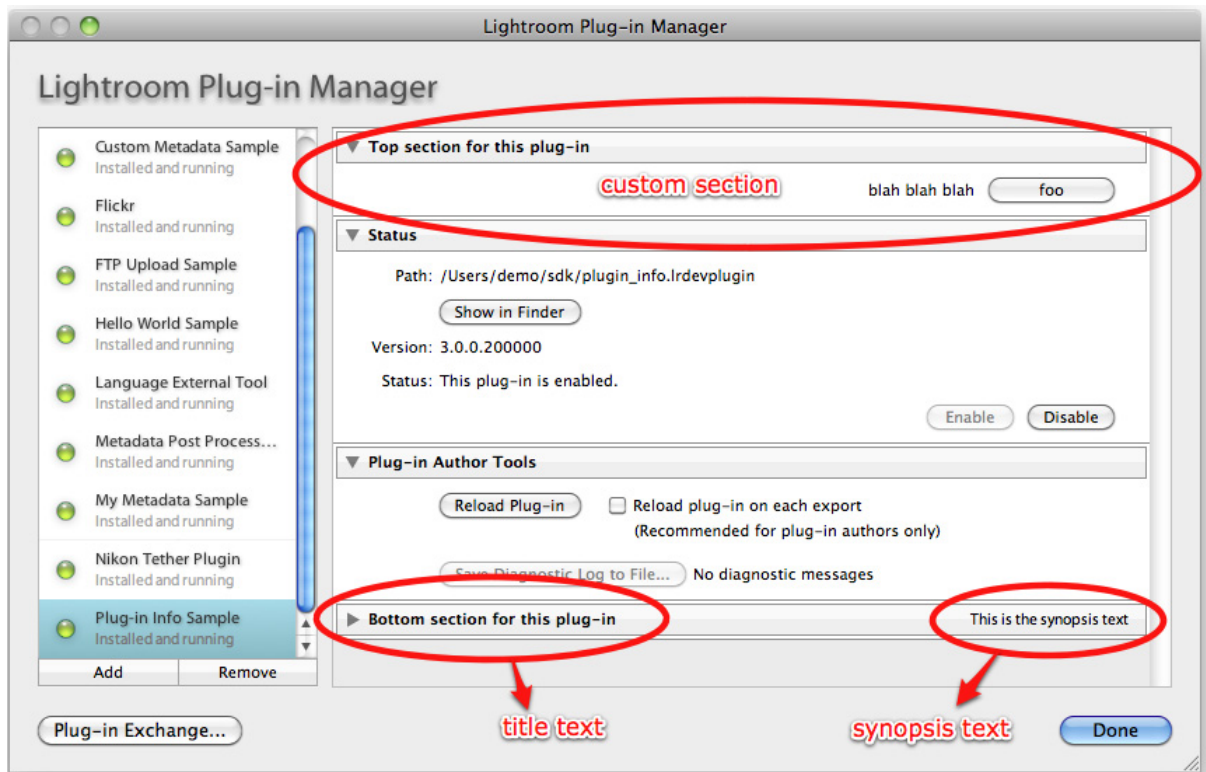 Lightroom Plug-in Manager
Lightroom Plug-in Manager
Custom Metadata Sample
Installed and running
Flickr
Installed and running
FTP Upload Sample
Installed and running
Hello World Sample
Installed and running
Language External Tool
Installed and running
Metadata Post Process...
Installed and running
My Metadata Sample
Installed and running
Nikon Tether Plugin
Installed and running
Plug-in Info Sample
Installed and running
Add Remove
Plug-in Exchange...
Top section for this plug-in
custom section
blah blah blah foo
Status
Path: /Users/demo/sdk/plugin_info.lrdevplugin
Show in Finder
Version: 3.0.0.200000
Status: This plug-in is enabled.
Enable Disable
Plug-in Author Tools
Reload Plug-in Reload plug-in on each export
(Recommended for plug-in authors only)
Save Diagnostic Log to File... No diagnostic messages
Bottom section for this plug-in This is the synopsis text
title text synopsis text
Done